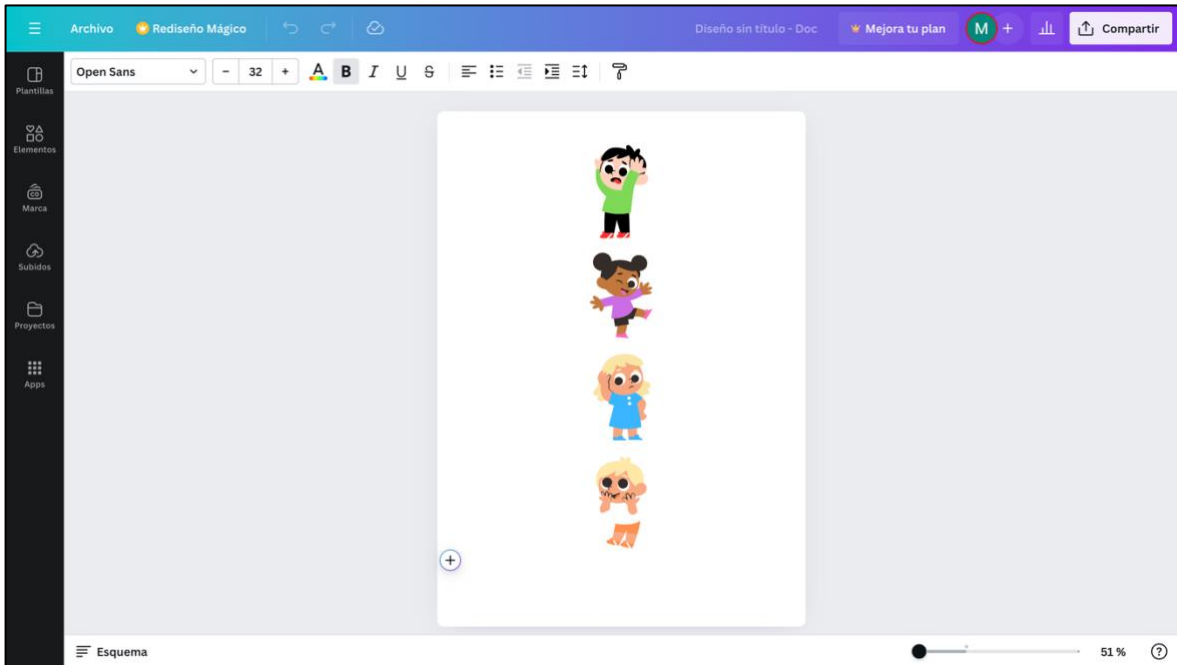 Archivo Rediseño Mágico Diseño sin título - Doc Mejora tu plan M + Compartir
Open Sans - 32 + A B I U S
Plantillas
Elementos
Marca
Subidos
Proyectos
Apps
Esquema 51 % ?